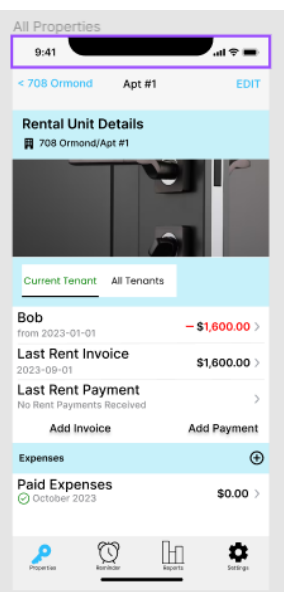 All Properties
9:41
< 708 Ormond Apt #1 EDIT
Rental Unit Details
708 Ormond/Apt #1
Current Tenant All Tenants
Bob
from 2023-01-01
– $1,600.00 >
Last Rent Invoice
2023-09-01
$1,600.00 >
Last Rent Payment
No Rent Payments Received
>
Add Invoice Add Payment
Expenses
Paid Expenses
October 2023
$0.00 >
Properties Reminder Reports Settings